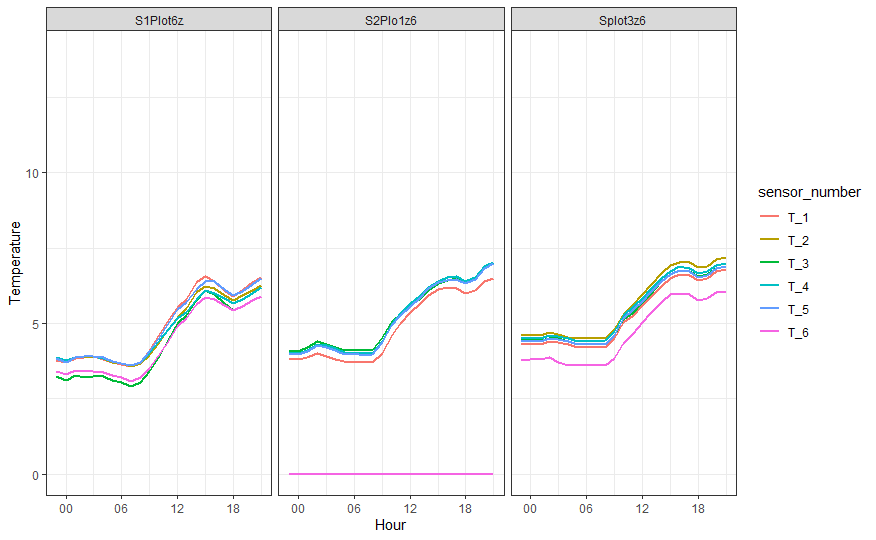 S1Plot6z S2Plo1z6 Splot3z6
10
5
0
Temperature
00 06 12 18 00 06 12 18 00 06 12 18
Hour
sensor_number
T_1
T_2
T_3
T_4
T_5
T_6